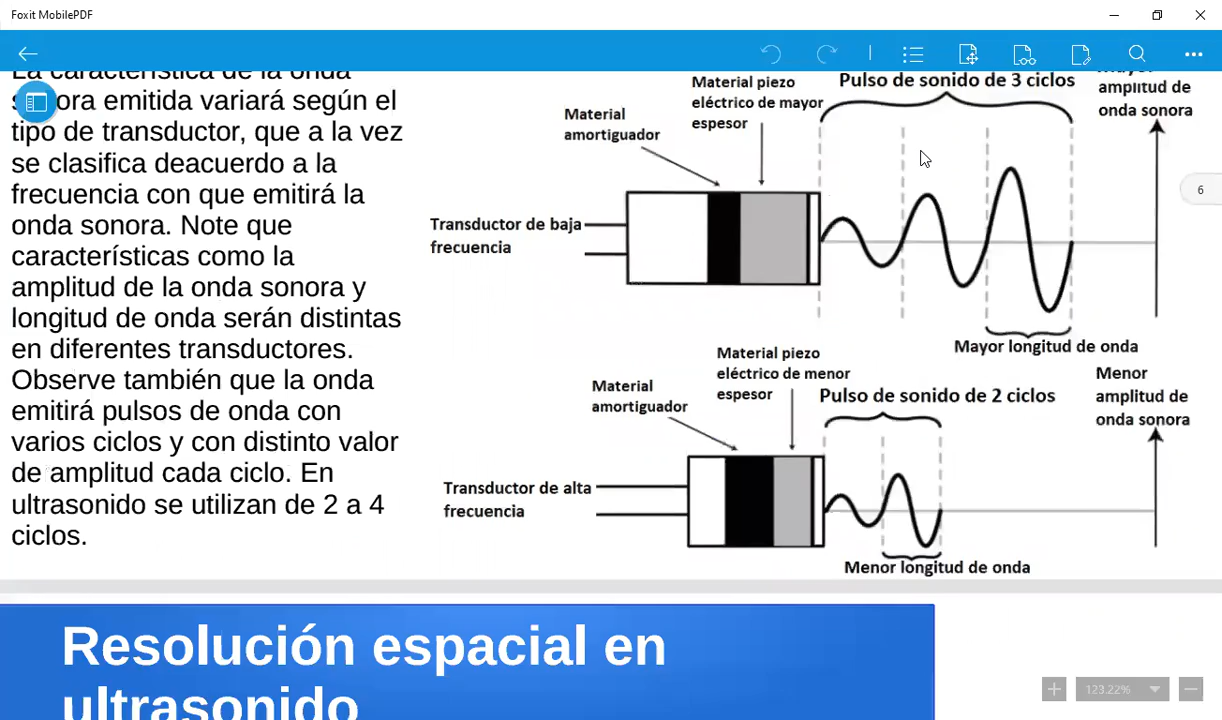 Foxit MobilePDF
La característica de la onda
ora emitida variará según el
tipo de transductor, que a la vez
se clasifica deacuerdo a la
frecuencia con que emitirá la
onda sonora. Note que
características como la
amplitud de la onda sonora y
longitud de onda serán distintas
en diferentes transductores.
Observe también que la onda
emitirá pulsos de onda con
varios ciclos y con distinto valor
de amplitud cada ciclo. En
ultrasonido se utilizan de 2 a 4
ciclos.
Material
amortiguador
Material piezo
eléctrico de mayor
espesor
Pulso de sonido de 3 ciclos
amplitud de
onda sonora
Transductor de baja
frecuencia
Mayor longitud de onda
6
Material
amortiguador
Material piezo
eléctrico de menor
espesor
Pulso de sonido de 2 ciclos
Menor
amplitud de
onda sonora
Transductor de alta
frecuencia
Menor longitud de onda
Resolución espacial en
ultrasonido
123.22%